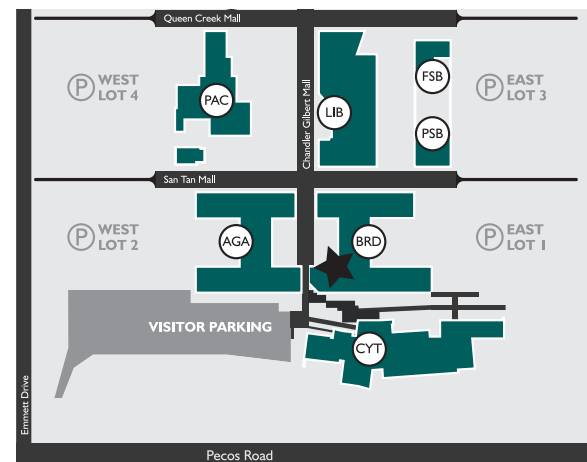 Queen Creek Mall
P WEST
LOT 4
PAC
Chandler Gilbert Mall
LIB
FSB
PSB
P EAST
LOT 3
San Tan Mall
P WEST
LOT 2
AGA
BRD
P EAST
LOT 1
VISITOR PARKING
CYT
Emmett Drive
Pecos Road